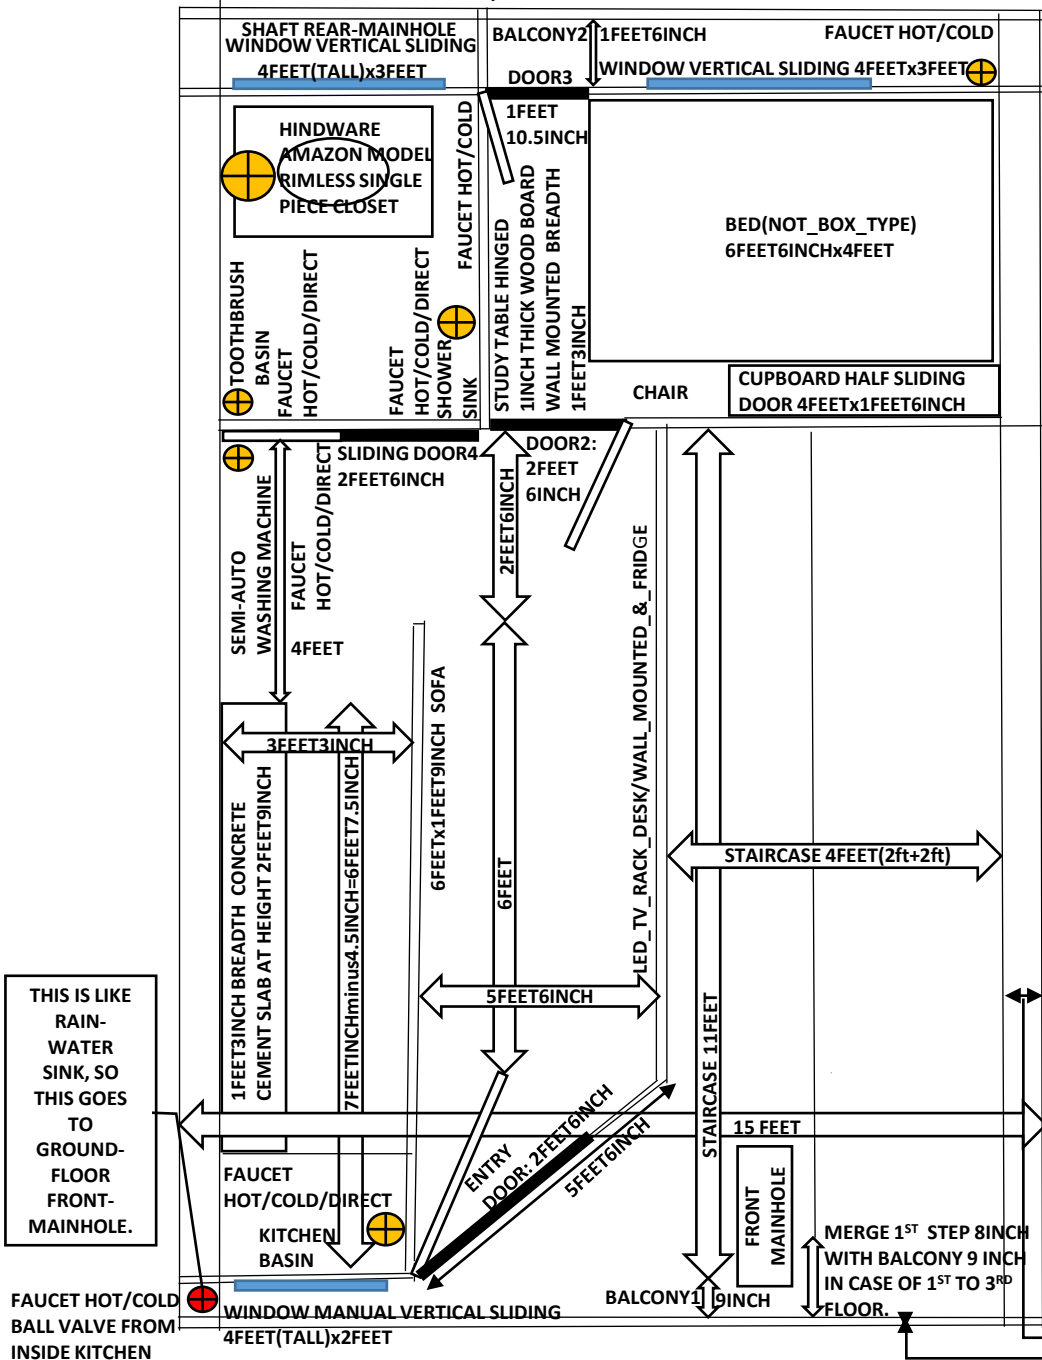 SHAFT REAR-MAINHOLE
WINDOW VERTICAL SLIDING
4FEET(TALL)x3FEET
BALCONY2
1FEET6INCH
FAUCET HOT/COLD
WINDOW VERTICAL SLIDING 4FEETx3FEET
DOOR3
1FEET
10.5INCH
HINDWARE
AMAZON MODEL
RIMLESS SINGLE
PIECE CLOSET
FAUCET HOT/COLD
STUDY TABLE HINGED
1INCH THICK WOOD BOARD
WALL MOUNTED BREADTH
1FEET3INCH
BED(NOT_BOX_TYPE)
6FEET6INCHx4FEET
TOOTHBRUSH
BASIN
FAUCET
HOT/COLD/DIRECT
FAUCET
HOT/COLD/DIRECT
SHOWER
SINK
CHAIR
CUPBOARD HALF SLIDING
DOOR 4FEETx1FEET6INCH
SLIDING DOOR4
2FEET6INCH
DOOR2:
2FEET
6INCH
2FEET6INCH
SEMI-AUTO
WASHING MACHINE
FAUCET
HOT/COLD/DIRECT
4FEET
LED_TV_RACK_DESK/WALL_MOUNTED_&_FRIDGE
6FEETx1FEET9INCH SOFA
3FEET3INCH
1FEET3INCH BREADTH CONCRETE
CEMENT SLAB AT HEIGHT 2FEET9INCH
7FEETINCHminus4.5INCH=6FEET7.5INCH
6FEET
STAIRCASE 4FEET(2ft+2ft)
5FEET6INCH
STAIRCASE 11FEET
THIS IS LIKE
RAIN-
WATER
SINK, SO
THIS GOES
TO
GROUND-
FLOOR
FRONT-
MAINHOLE.
15 FEET
ENTRY
DOOR: 2FEET6INCH
5FEET6INCH
FAUCET
HOT/COLD/DIRECT
KITCHEN
BASIN
FRONT
MAINHOLE
MERGE 1ST STEP 8INCH
WITH BALCONY 9 INCH
IN CASE OF 1ST TO 3RD
FLOOR.
BALCONY1
9INCH
FAUCET HOT/COLD
BALL VALVE FROM
INSIDE KITCHEN
WINDOW MANUAL VERTICAL SLIDING
4FEET(TALL)x2FEET